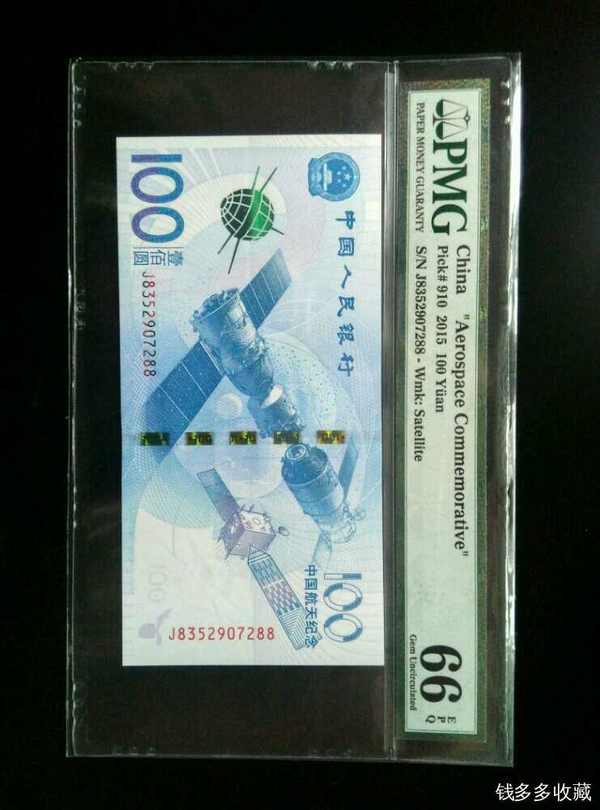 PMG
PAPER MONEY GUARANTY
China "Aerospace Commemorative"
Pick# 910 2015 100 Yüan
S/N J8352907288 - Wmk: Satellite
66
EPQ
Gem Uncirculated
中国人民银行
100
壹佰圆
J8352907288
100
中国航天纪念
100
J8352907288
钱多多收藏